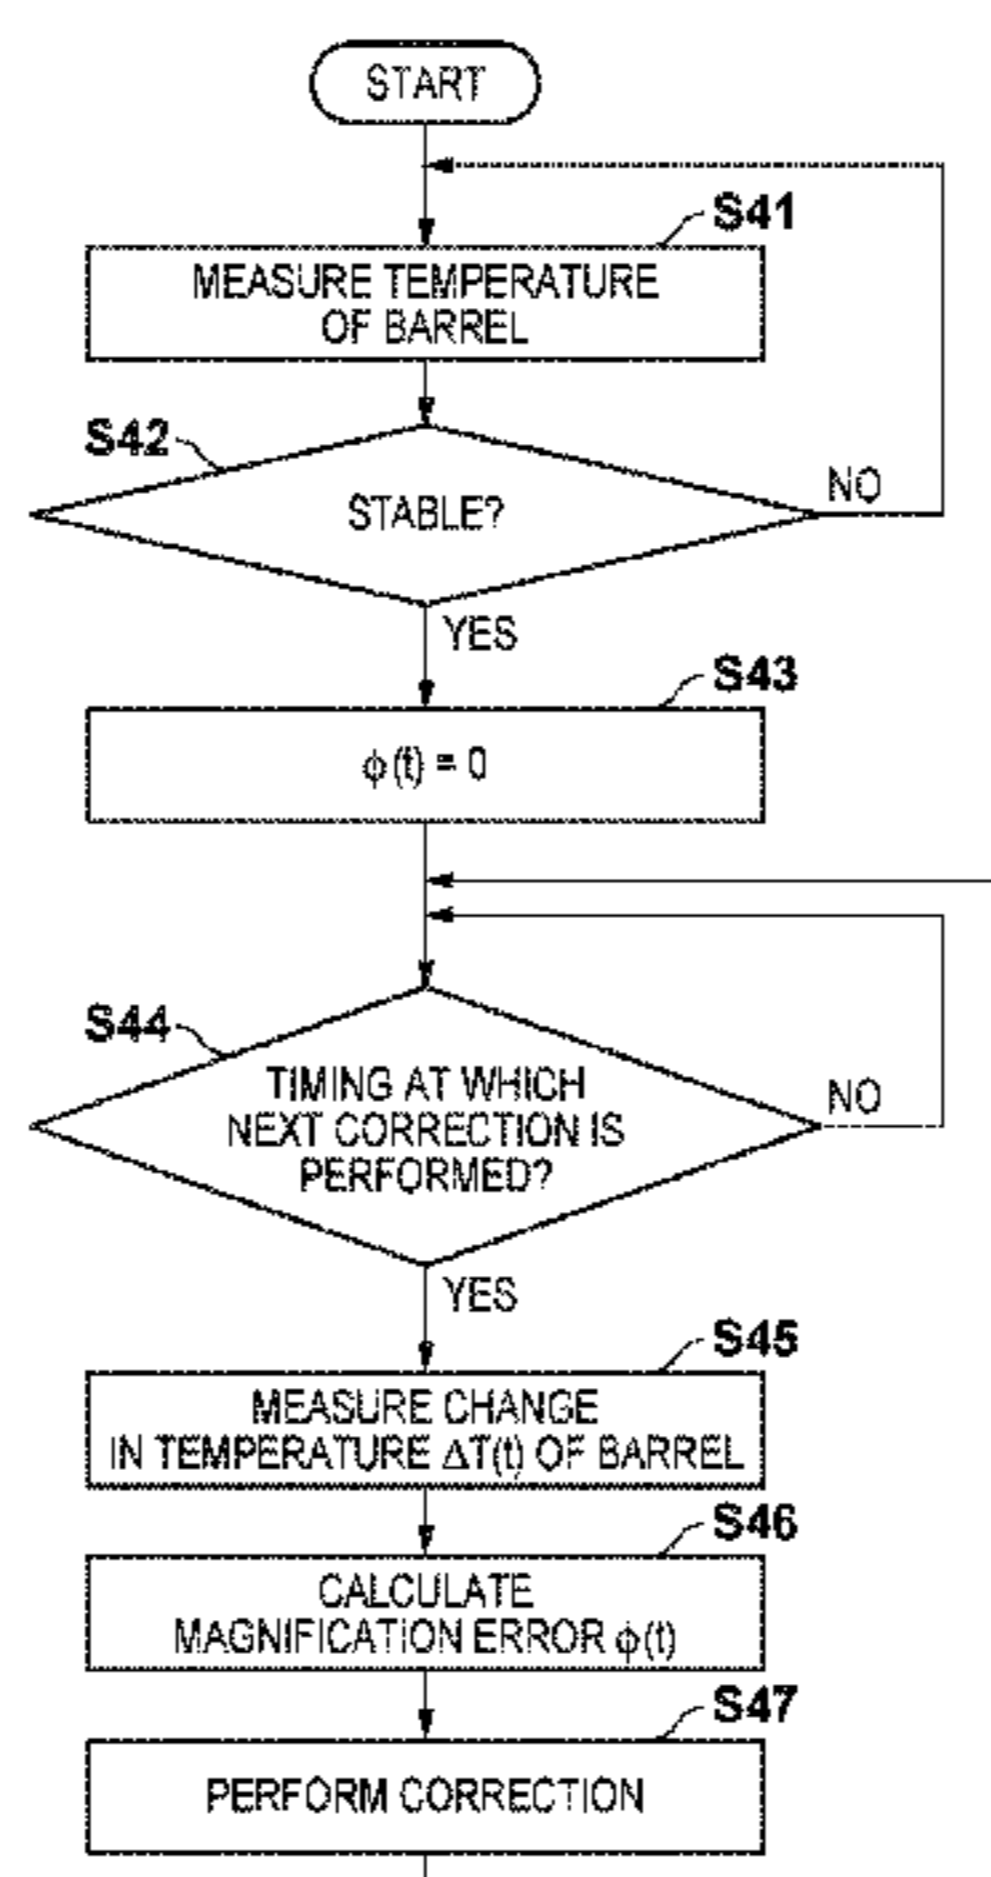 START
S41
MEASURE TEMPERATURE
OF BARREL
S42
STABLE?
NO
YES
S43
ϕ(t) = 0
S44
TIMING AT WHICH
NEXT CORRECTION IS
PERFORMED?
NO
YES
S45
MEASURE CHANGE
IN TEMPERATURE ΔT(t) OF BARREL
S46
CALCULATE
MAGNIFICATION ERROR ϕ(t)
S47
PERFORM CORRECTION